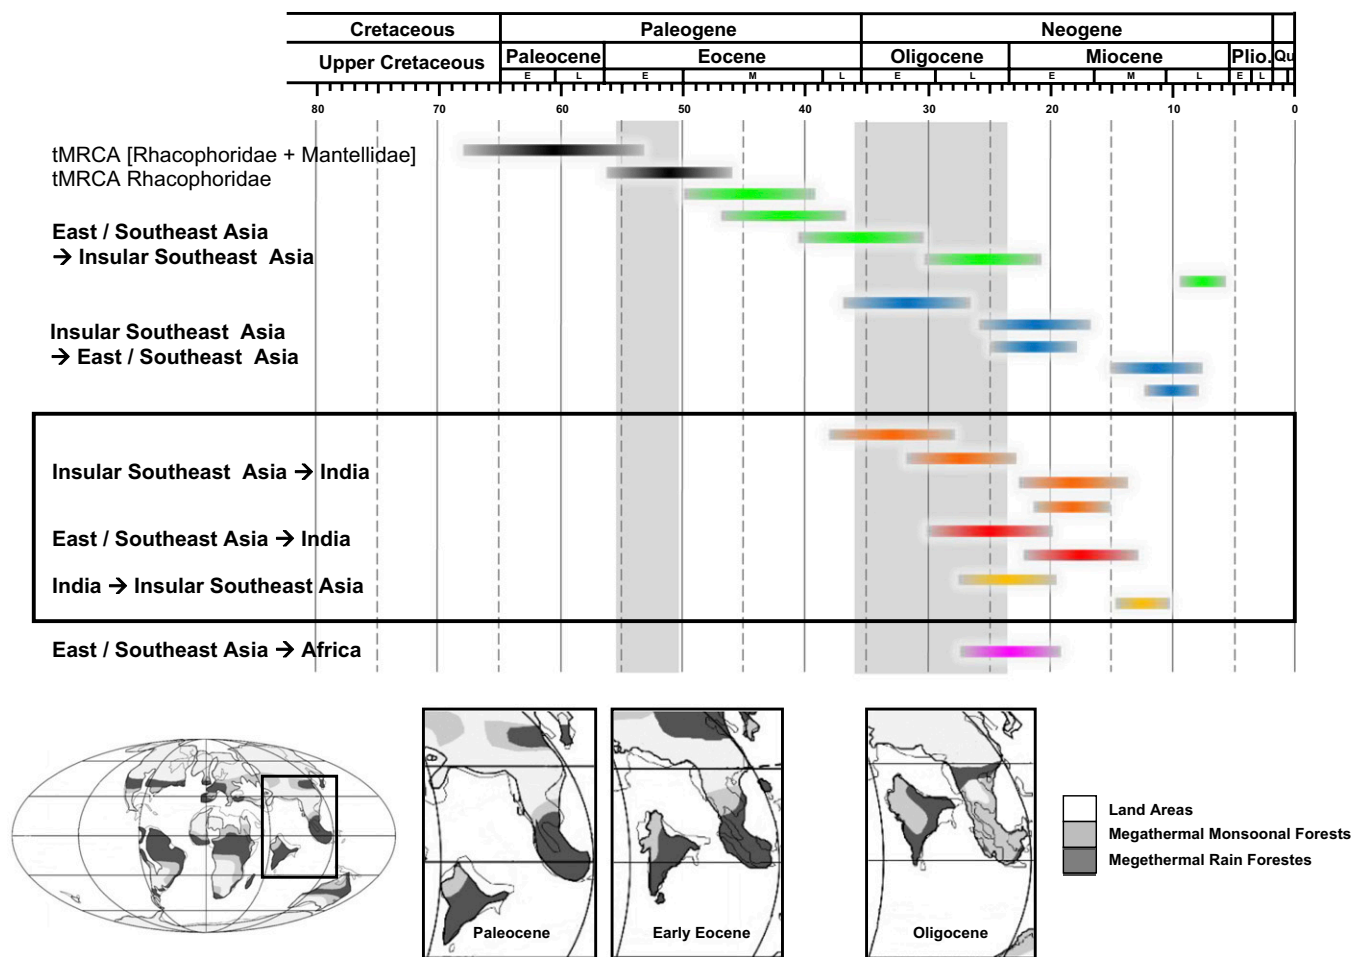 Cretaceous Paleogene Neogene
Upper Cretaceous Paleocene Eocene Oligocene Miocene Plio. Qu
E L E M L E L E M L E L
80 70 60 50 40 30 20 10 0
tMRCA [Rhacophoridae + Mantellidae]
tMRCA Rhacophoridae
East / Southeast Asia
→ Insular Southeast Asia
Insular Southeast Asia
→ East / Southeast Asia
Insular Southeast Asia → India
East / Southeast Asia → India
India → Insular Southeast Asia
East / Southeast Asia → Africa
Paleocene
Early Eocene
Oligocene
Land Areas
Megathermal Monsoonal Forests
Megethermal Rain Forestes